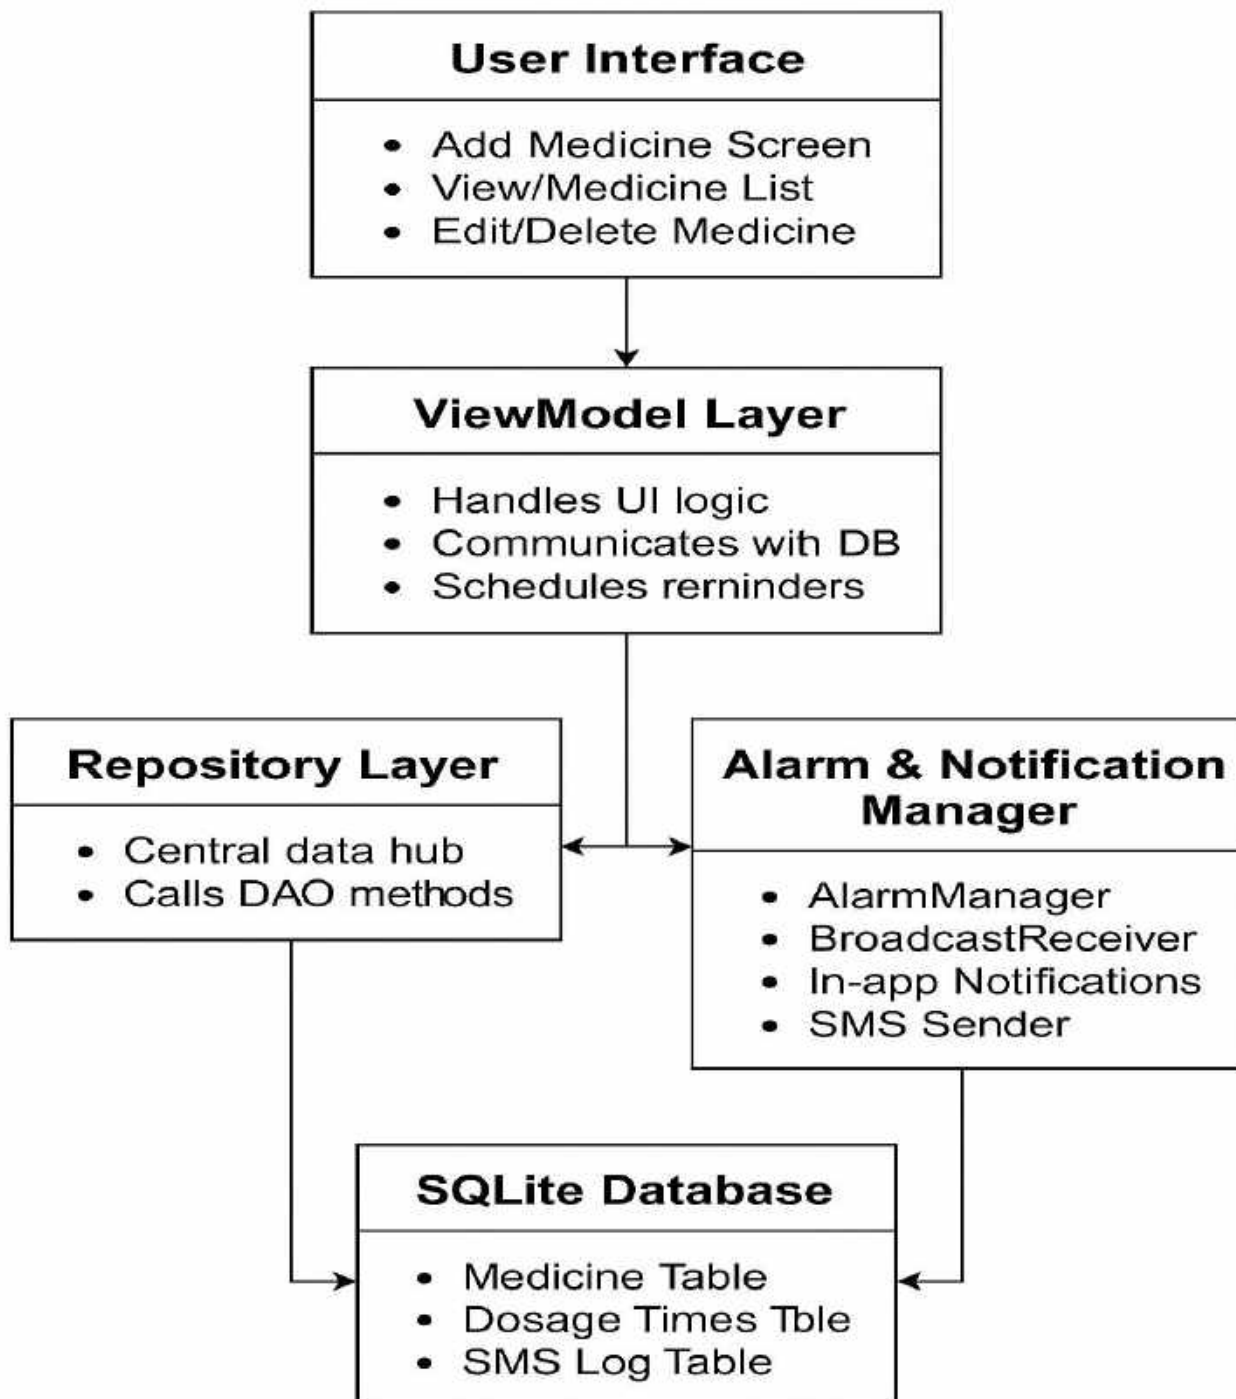 User Interface
• Add Medicine Screen
• View/Medicine List
• Edit/Delete Medicine
ViewModel Layer
• Handles UI logic
• Communicates wih DB
• Schedules rerninders
Repository Layer
• Central data hub
• Calls DAO methods
Alarm & Notification
Manager
• AlarmManager
• BroadcastReceiver
• In-app Notifications
• SMS Sender
SQLite Database
• Medicine Table
• Dosage Times Tble
• SMS Log Table